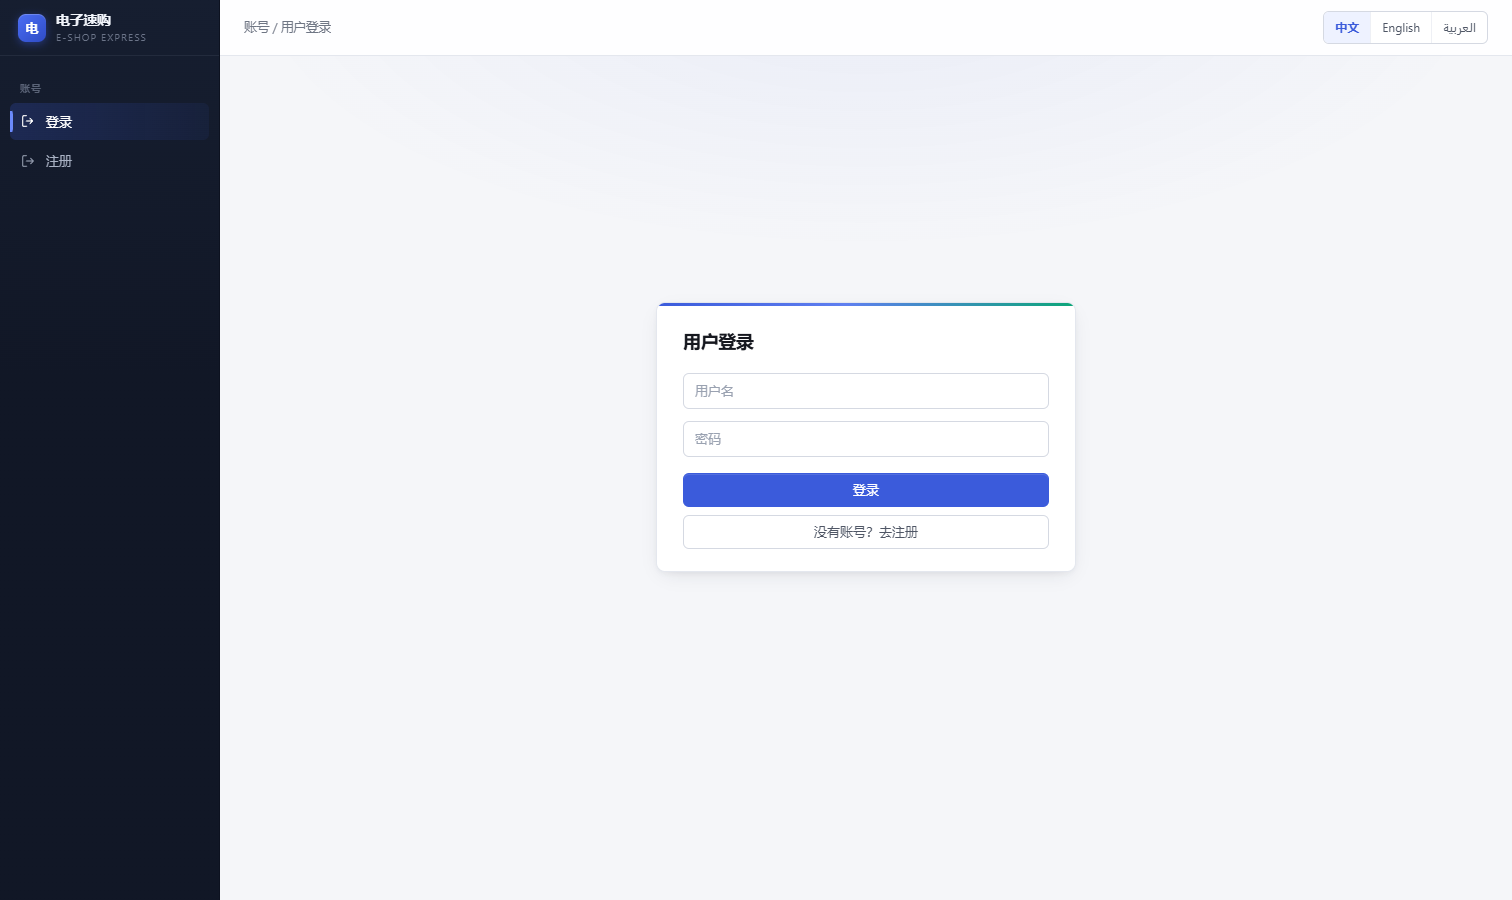 电
电子速购
E-SHOP EXPRESS
账号
登录
注册
账号 / 用户登录
中文
English
العربية
用户登录
用户名
密码
登录
没有账号？去注册